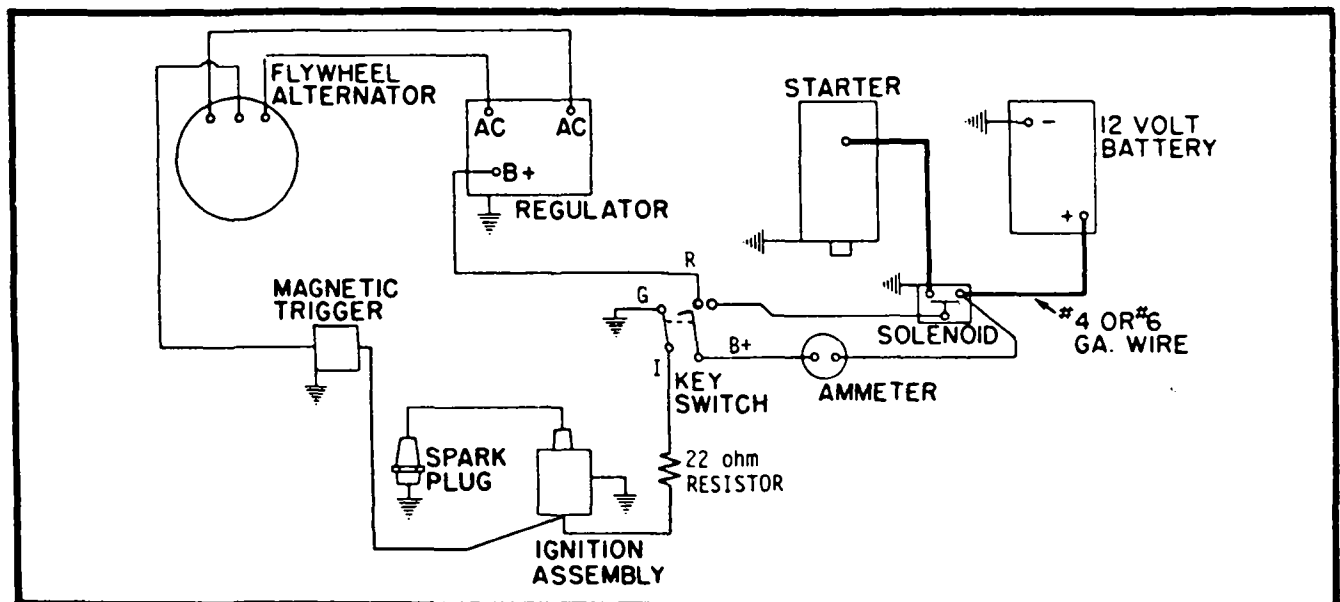 FLYWHEEL
ALTERNATOR
AC
AC
B+
REGULATOR
STARTER
-
12 VOLT
BATTERY
+
SOLENOID
#4 OR #6
GA. WIRE
R
G
I
B+
KEY
SWITCH
AMMETER
MAGNETIC
TRIGGER
SPARK
PLUG
22 ohm
RESISTOR
IGNITION
ASSEMBLY